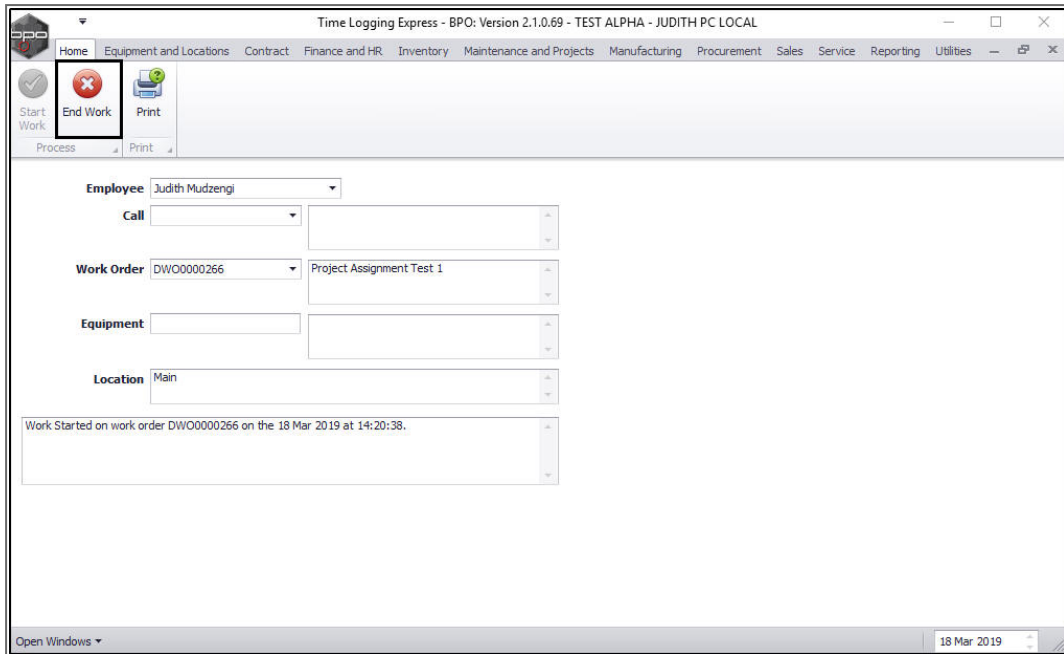 Time Logging Express - BPO: Version 2.1.0.69 - TEST ALPHA - JUDITH PC LOCAL
bpo
Home Equipment and Locations Contract Finance and HR Inventory Maintenance and Projects Manufacturing Procurement Sales Service Reporting Utilities
Start Work
End Work
Print
Process
Print
Employee Judith Mudzengi
Call
Work Order DWO0000266 Project Assignment Test 1
Equipment
Location Main
Work Started on work order DWO0000266 on the 18 Mar 2019 at 14:20:38.
Open Windows 18 Mar 2019